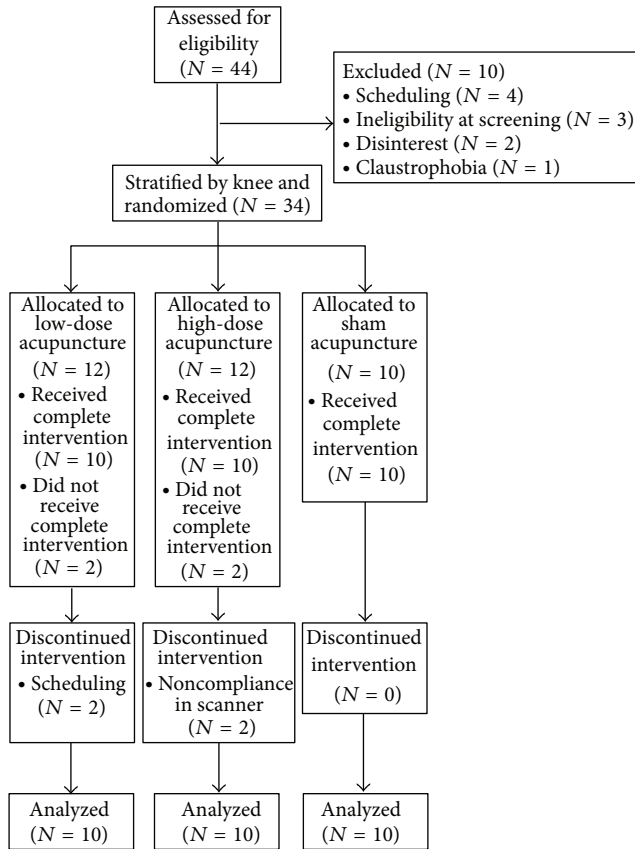 Assessed for
eligibility
(N = 44)
Excluded (N = 10)
• Scheduling (N = 4)
• Ineligibility at screening (N = 3)
• Disinterest (N = 2)
• Claustrophobia (N = 1)
Stratified by knee and
randomized (N = 34)
Allocated to
low-dose
acupuncture
(N = 12)
• Received
complete
intervention
(N = 10)
• Did not
receive
complete
intervention
(N = 2)
Allocated to
high-dose
acupuncture
(N = 12)
• Received
complete
intervention
(N = 10)
• Did not
receive
complete
intervention
(N = 2)
Allocated to
sham
acupuncture
(N = 10)
• Received
complete
intervention
(N = 10)
Discontinued
intervention
• Scheduling
(N = 2)
Discontinued
intervention
• Noncompliance
in scanner
(N = 2)
Discontinued
intervention
(N = 0)
Analyzed
(N = 10)
Analyzed
(N = 10)
Analyzed
(N = 10)